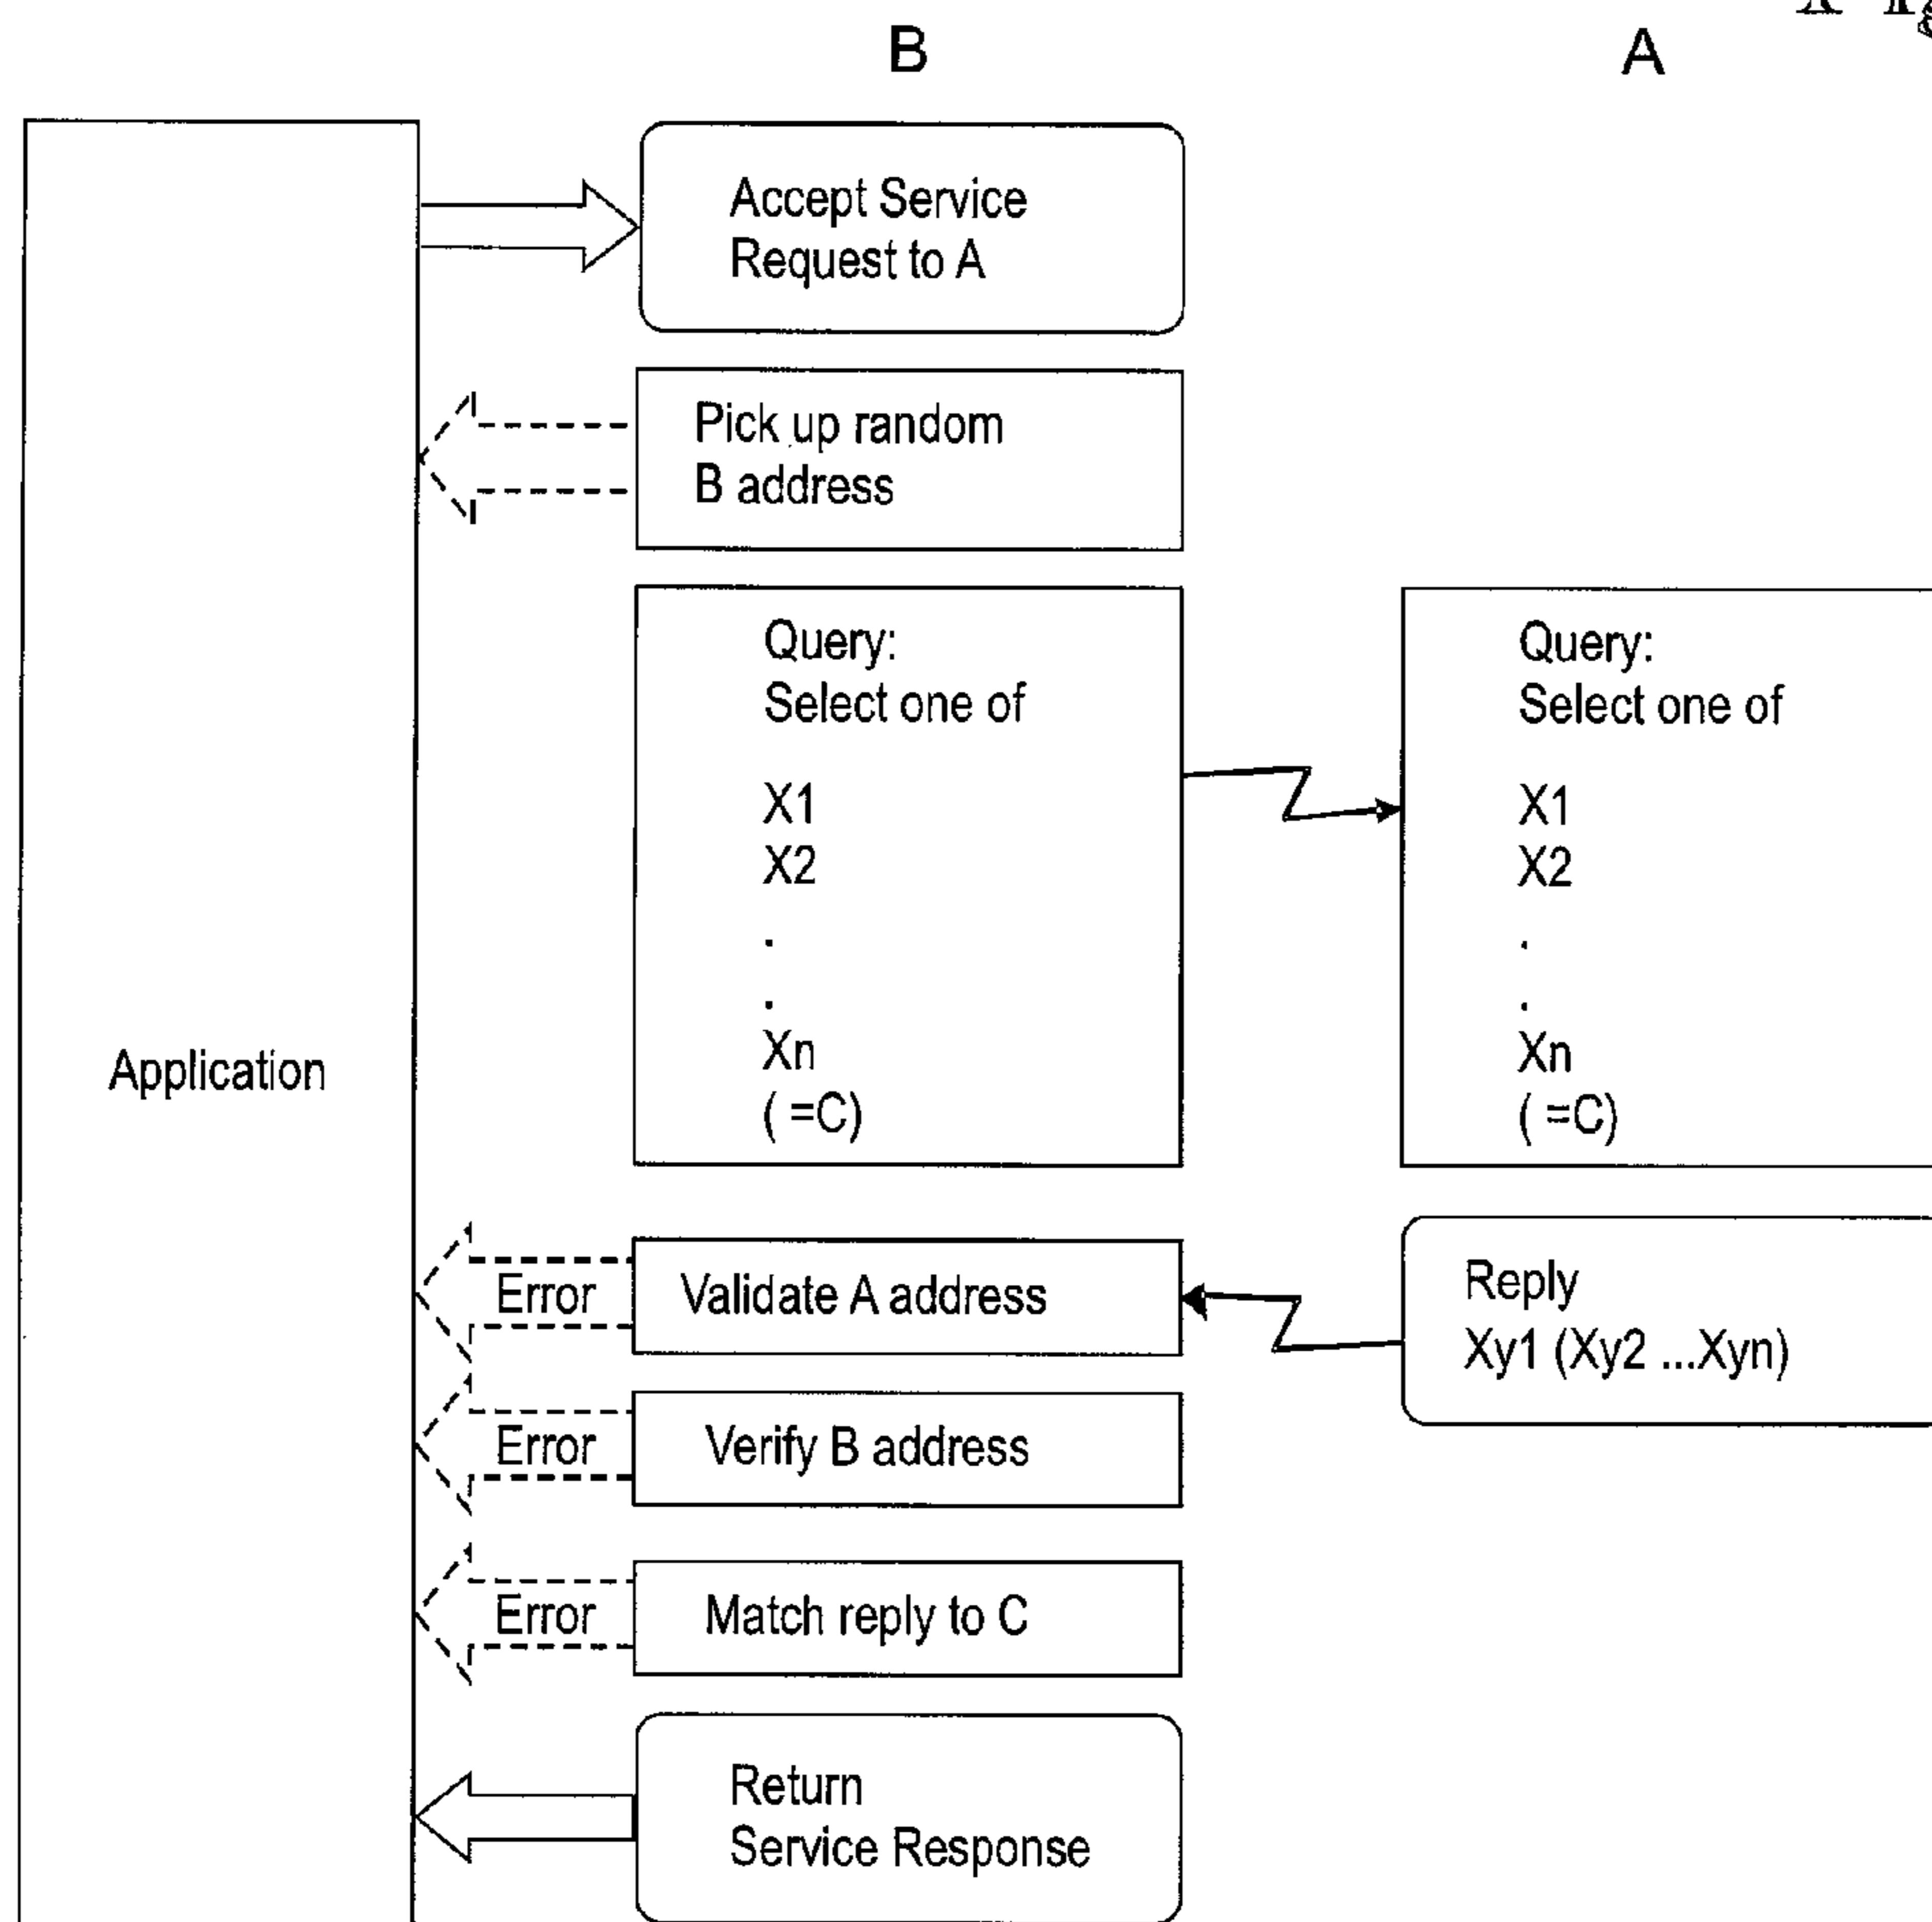 B
A
Accept Service
Request to A
Pick up random
B address
Query:
Select one of
X1
X2
.
.
Xn
( =C)
Query:
Select one of
X1
X2
.
.
Xn
( =C)
Application
Error
Validate A address
Reply
Xy1 (Xy2 ...Xyn)
Error
Verify B address
Error
Match reply to C
Return
Service Response